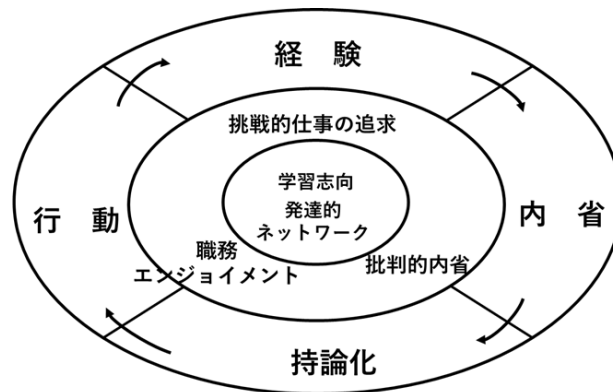 経　験
挑戦的仕事の追求
学習志向
発達的
ネットワーク
行　動
内　省
職務
エンジョイメント
批判的内省
持論化